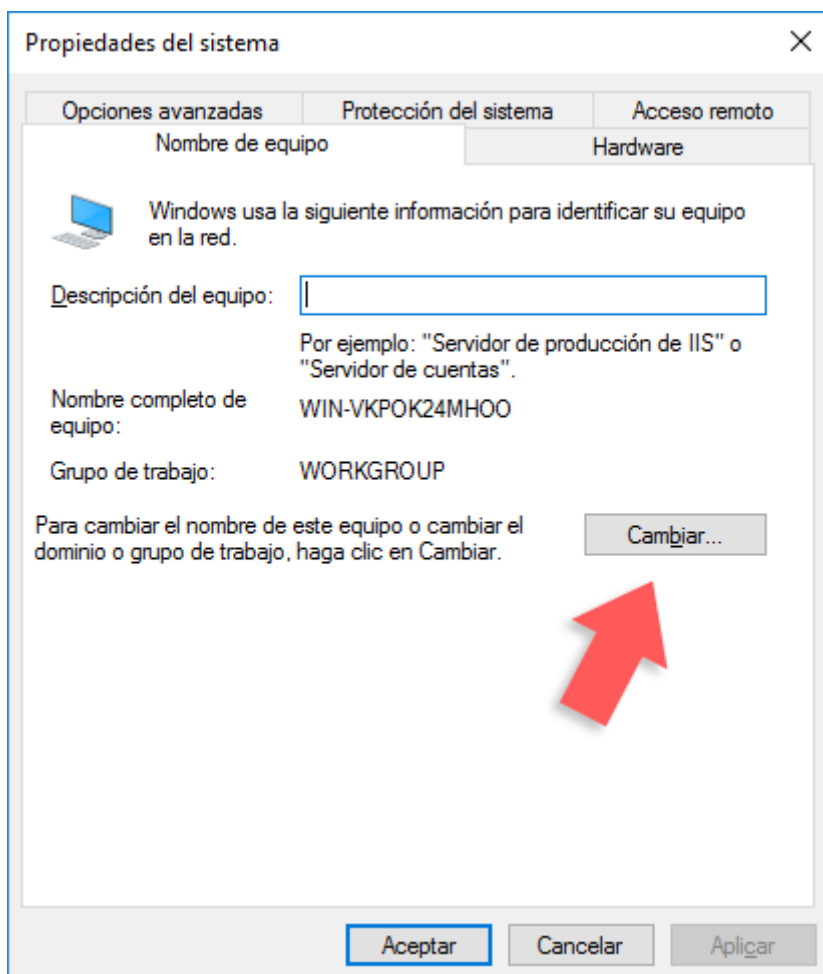 Propiedades del sistema
Opciones avanzadas
Protección del sistema
Acceso remoto
Nombre de equipo
Hardware
Windows usa la siguiente información para identificar su equipo
en la red.
Descripción del equipo:
Por ejemplo: "Servidor de producción de IIS" o
"Servidor de cuentas".
Nombre completo de
equipo:
WIN-VKPOK24MHOO
Grupo de trabajo:
WORKGROUP
Para cambiar el nombre de este equipo o cambiar el
dominio o grupo de trabajo, haga clic en Cambiar.
Cambiar...
Aceptar
Cancelar
Aplicar